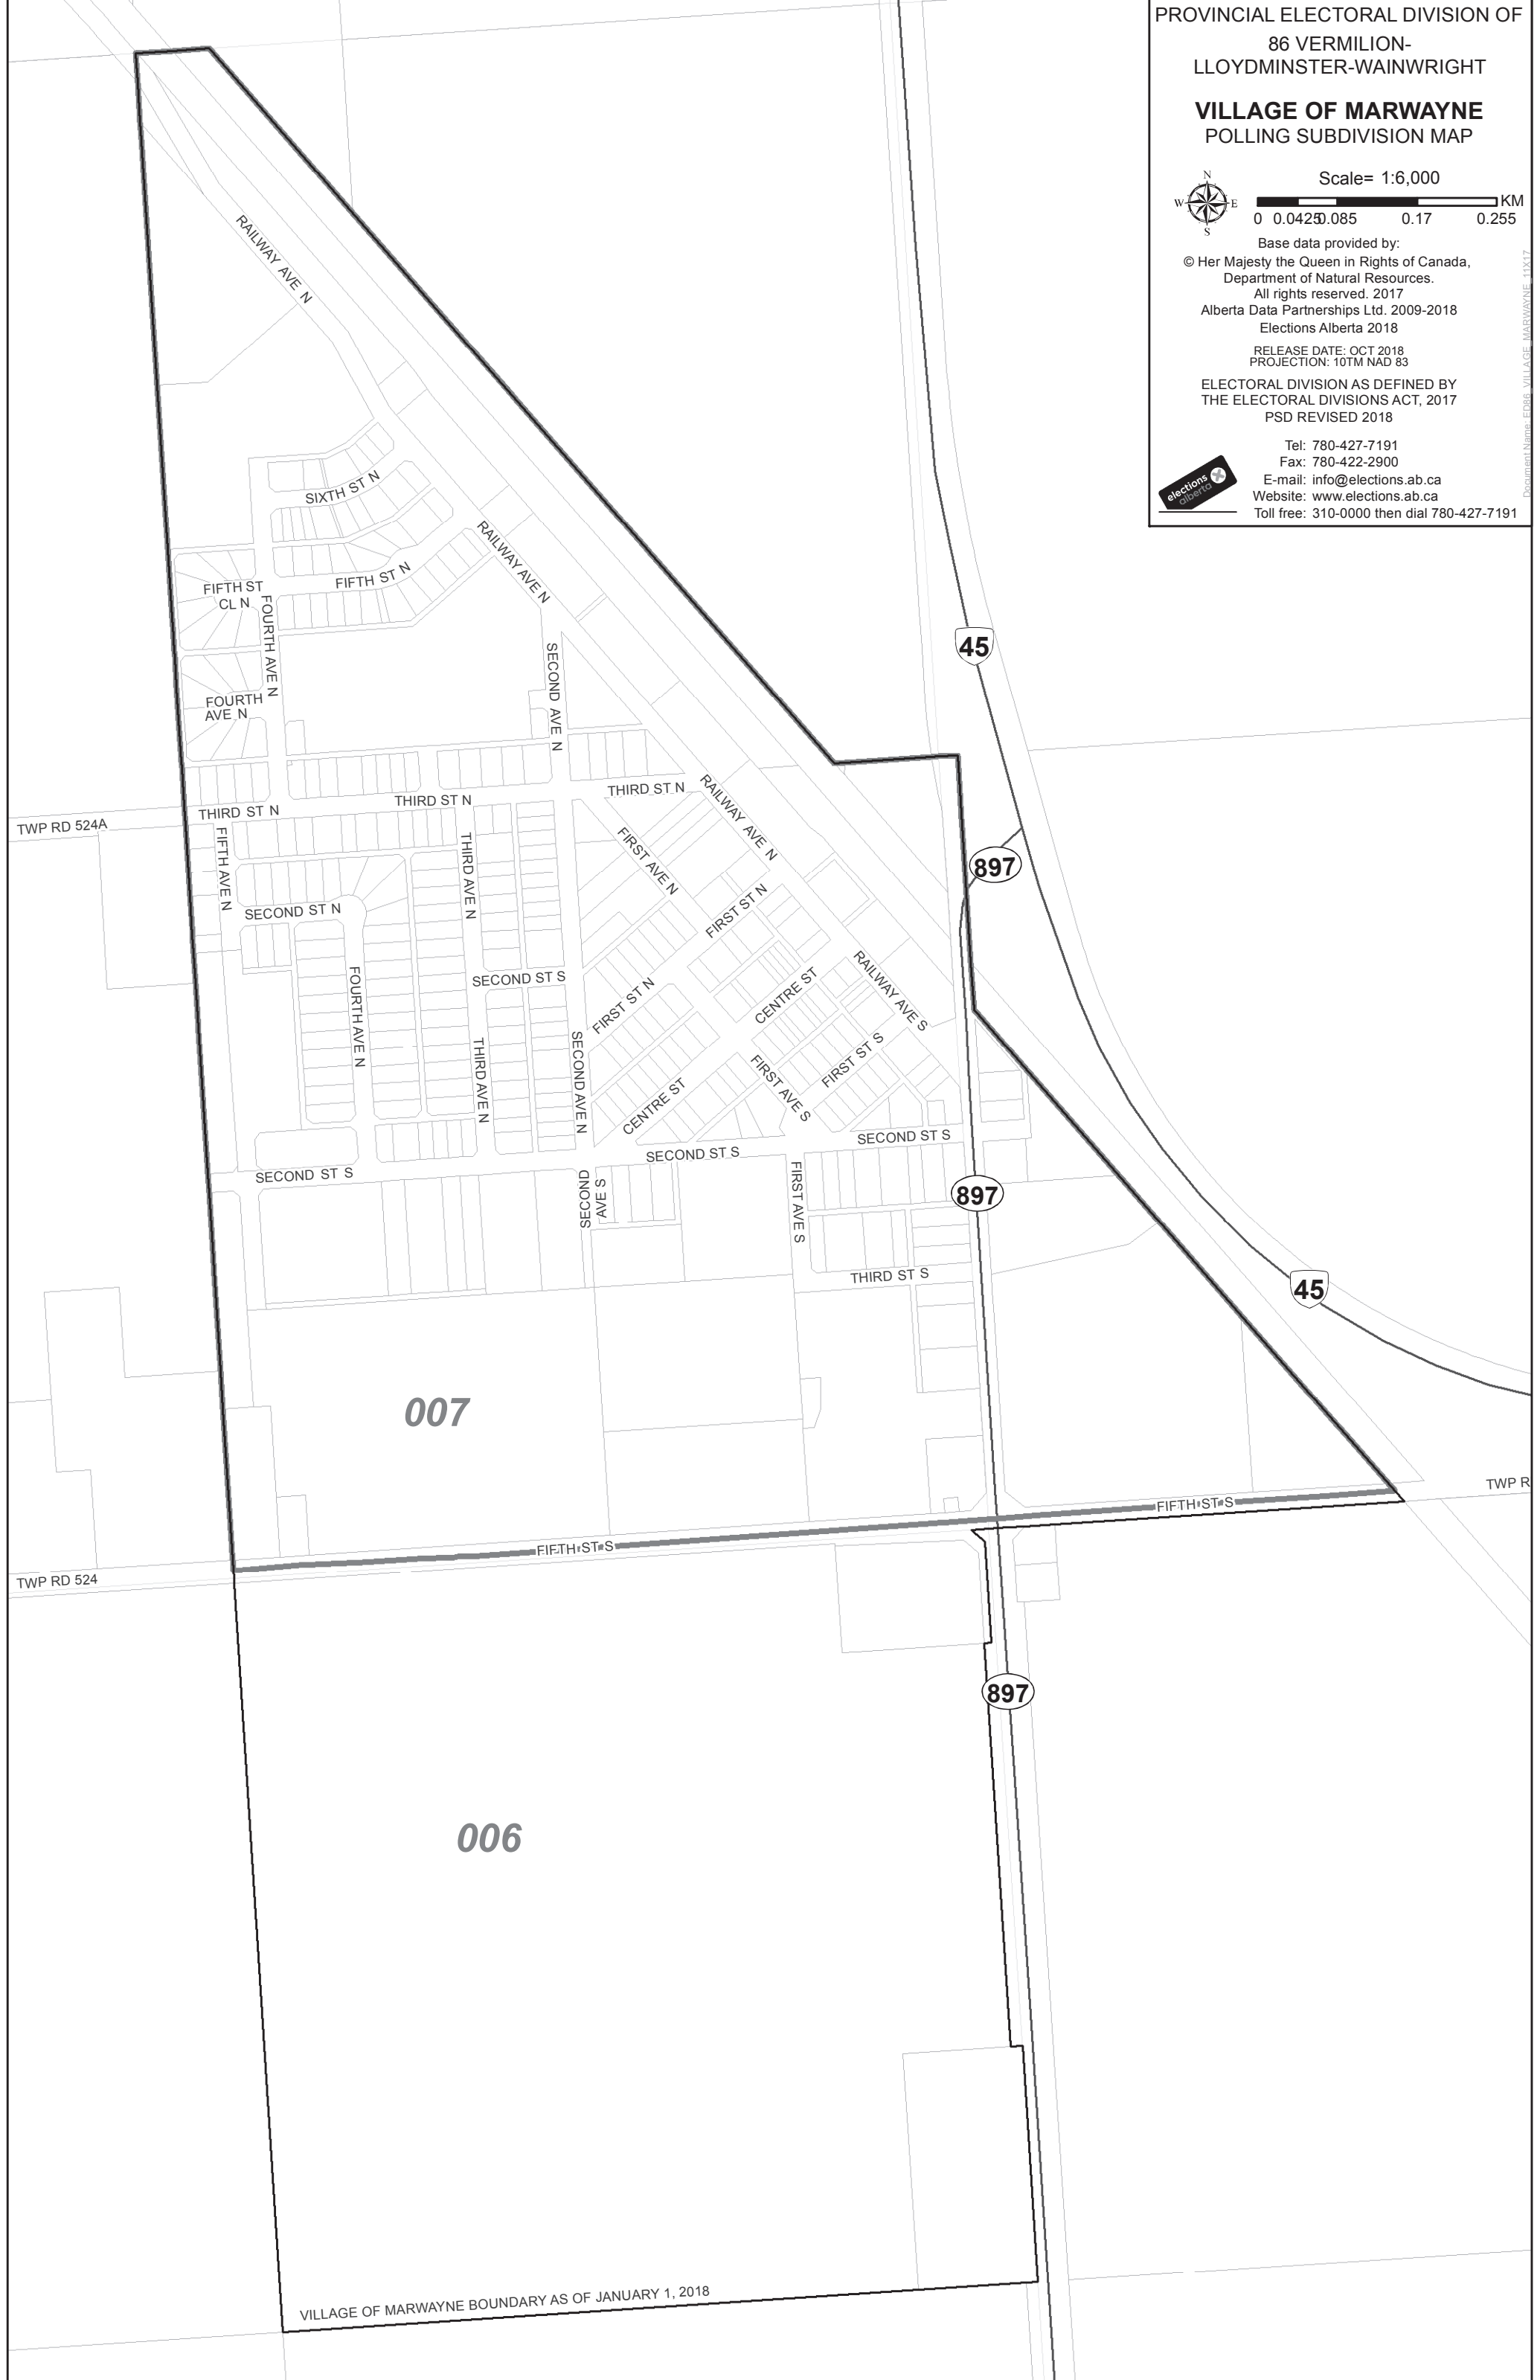 PROVINCIAL ELECTORAL DIVISION OF
86 VERMILION-
LLOYDMINSTER-WAINWRIGHT
VILLAGE OF MARWAYNE
POLLING SUBDIVISION MAP
N
W E
S
Scale= 1:6,000
KM
0 0.0425 0.085 0.17 0.255
Base data provided by:
© Her Majesty the Queen in Rights of Canada,
Department of Natural Resources.
All rights reserved. 2017
Alberta Data Partnerships Ltd. 2009-2018
Elections Alberta 2018
RELEASE DATE: OCT 2018
PROJECTION: 10TM NAD 83
ELECTORAL DIVISION AS DEFINED BY
THE ELECTORAL DIVISIONS ACT, 2017
PSD REVISED 2018
elections
alberta
Tel: 780-427-7191
Fax: 780-422-2900
E-mail: info@elections.ab.ca
Website: www.elections.ab.ca
Toll free: 310-0000 then dial 780-427-7191
Document Name: ED86_VILLAGE_MARWAYNE_11X17
RAILWAY AVE N
SIXTH ST N
RAILWAY AVE N
FIFTH ST N
FIFTH ST
CL N
FOURTH AVE N
45
SECOND AVE N
FOURTH
AVE N
THIRD ST N
THIRD ST N
THIRD ST N
RAILWAY AVE N
TWP RD 524A
FIFTH AVE N
THIRD AVE N
FIRST AVE N
897
SECOND ST N
FIRST ST N
FOURTH AVE N
SECOND ST S
FIRST ST N
CENTRE ST
RAILWAY AVE S
THIRD AVE N
SECOND AVE N
CENTRE ST
FIRST AVE S
FIRST ST S
SECOND ST S
SECOND ST S
SECOND ST S
SECOND
AVE S
FIRST AVE S
897
THIRD ST S
45
007
FIFTH ST S
TWP R
FIFTH ST S
TWP RD 524
897
006
VILLAGE OF MARWAYNE BOUNDARY AS OF JANUARY 1, 2018